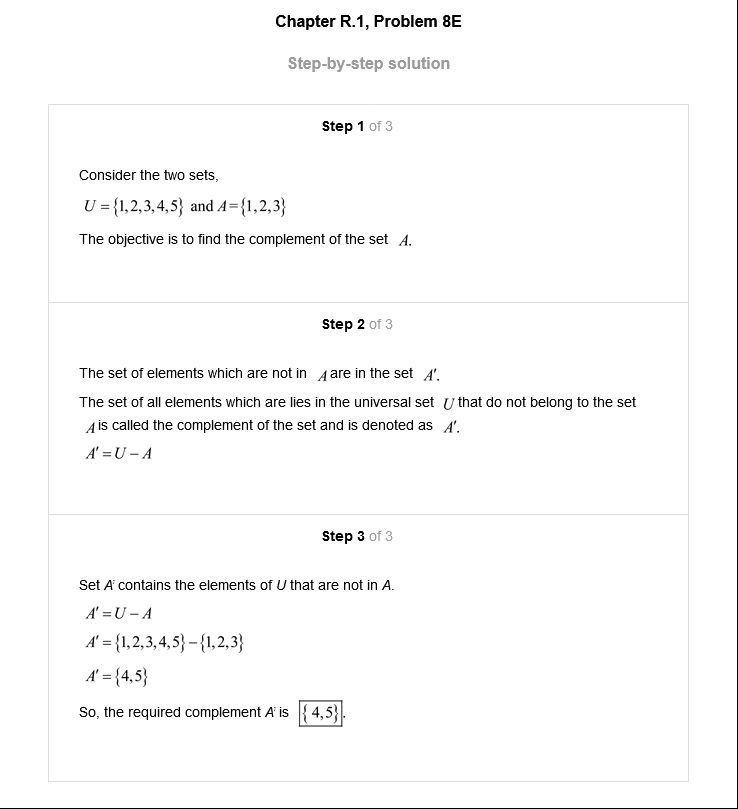 Chapter R.1, Problem 8E
Step-by-step solution
Step 1 of 3
Consider the two sets,
U = {1,2,3,4,5} and A={1,2,3}
The objective is to find the complement of the set A.
Step 2 of 3
The set of elements which are not in A are in the set A′.
The set of all elements which are lies in the universal set U that do not belong to the set
A is called the complement of the set and is denoted as A′.
A′ = U – A
Step 3 of 3
Set A′ contains the elements of U that are not in A.
A′ = U – A
A′ = {1,2,3,4,5} – {1,2,3}
A′ = {4,5}
So, the required complement A′ is {4,5}.